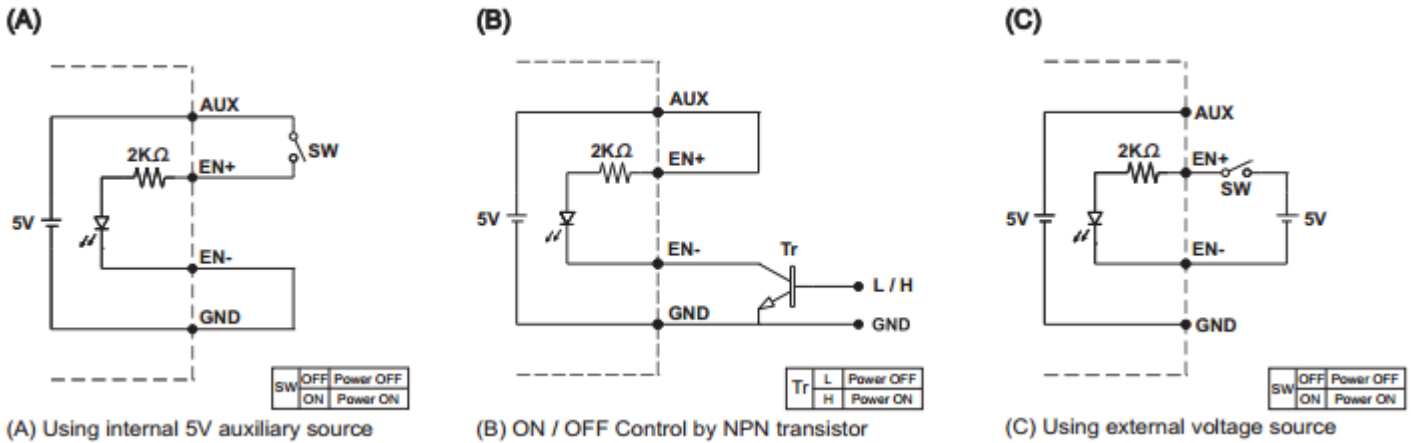 (A)
AUX
SW
2KΩ
EN+
5V
EN-
GND
SW OFF Power OFF
ON Power ON
(A) Using internal 5V auxiliary source
(B)
AUX
2KΩ
EN+
5V
EN-
Tr
L / H
GND
GND
Tr L Power OFF
H Power ON
(B) ON / OFF Control by NPN transistor
(C)
AUX
2KΩ
EN+
SW
5V
5V
EN-
GND
SW OFF Power OFF
ON Power ON
(C) Using external voltage source